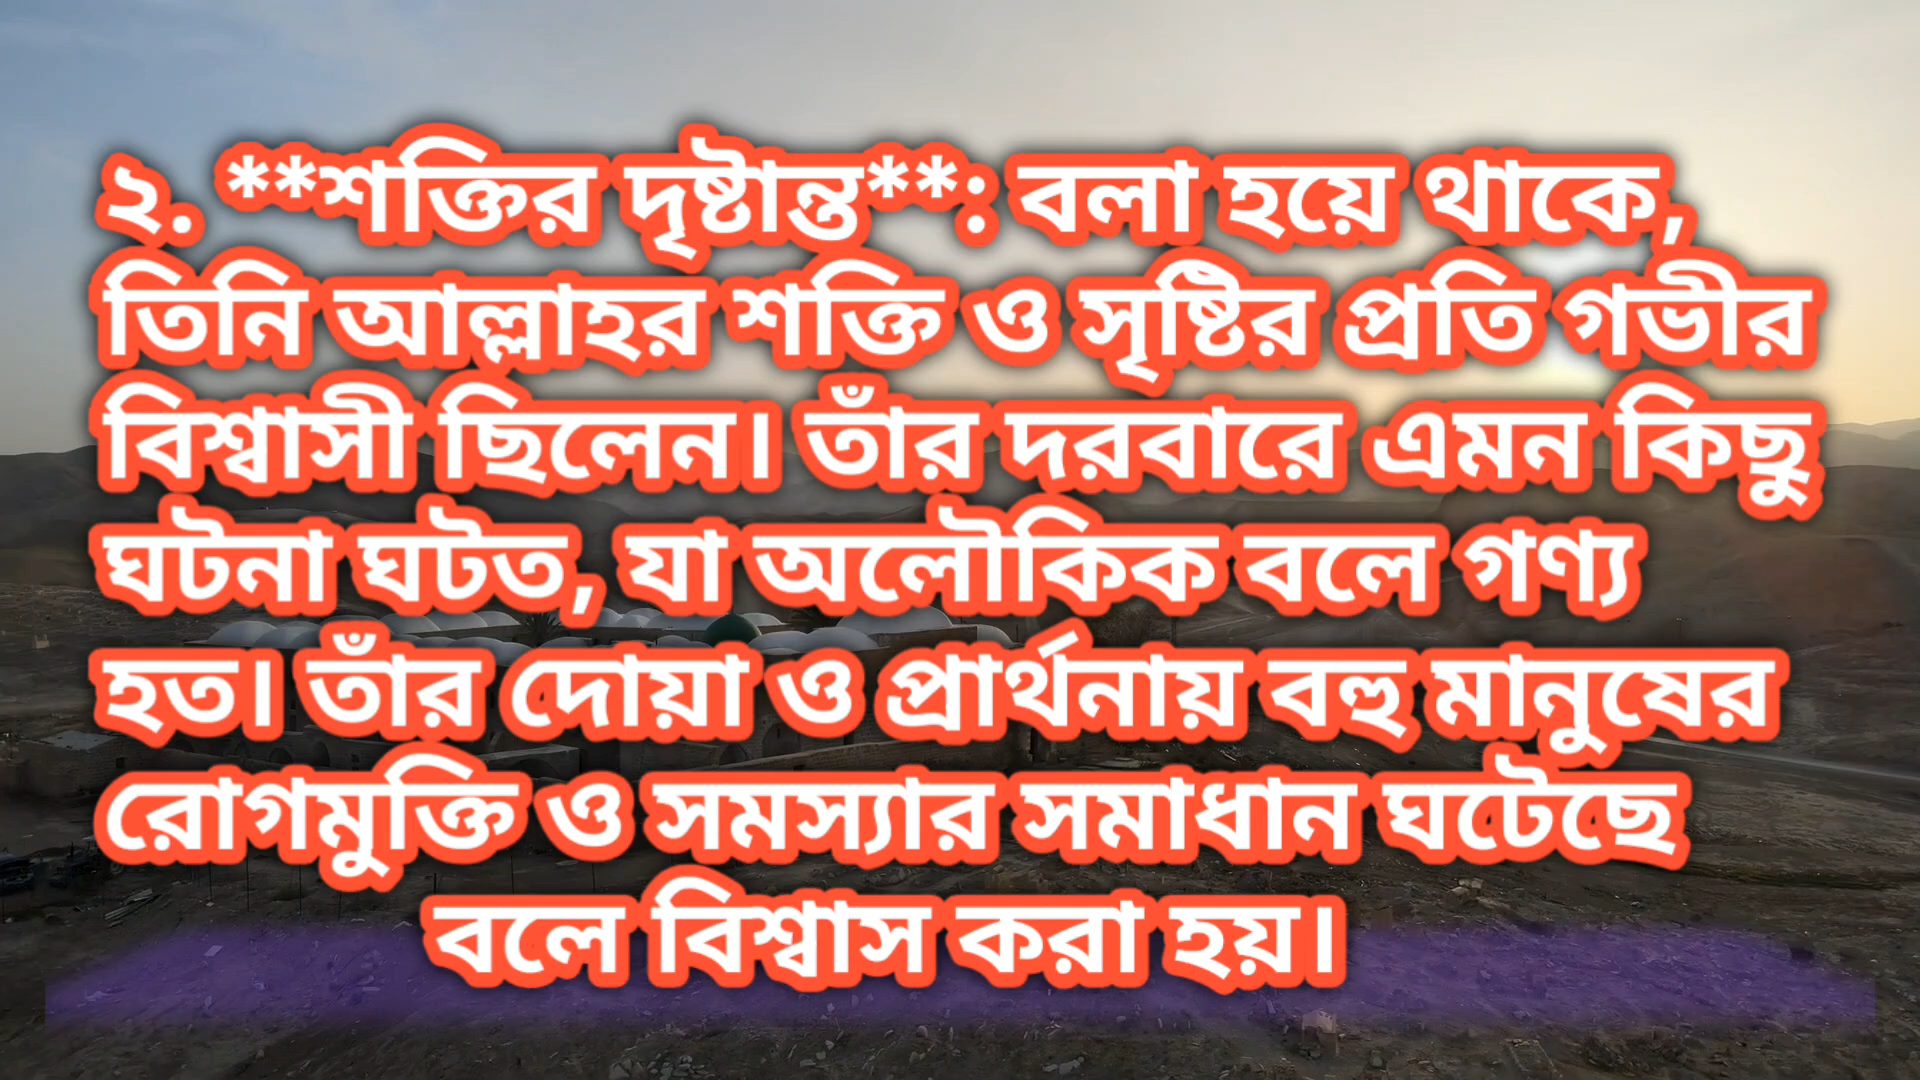 ২. **শক্তির দৃষ্টান্ত**: বলা হয়ে থাকে,
তিনি আল্লাহর শক্তি ও সৃষ্টির প্রতি গভীর
বিশ্বাসী ছিলেন। তাঁর দরবারে এমন কিছু
ঘটনা ঘটত, যা অলৌকিক বলে গণ্য
হত। তাঁর দোয়া ও প্রার্থনায় বহু মানুষের
রোগমুক্তি ও সমস্যার সমাধান ঘটেছে
বলে বিশ্বাস করা হয়।